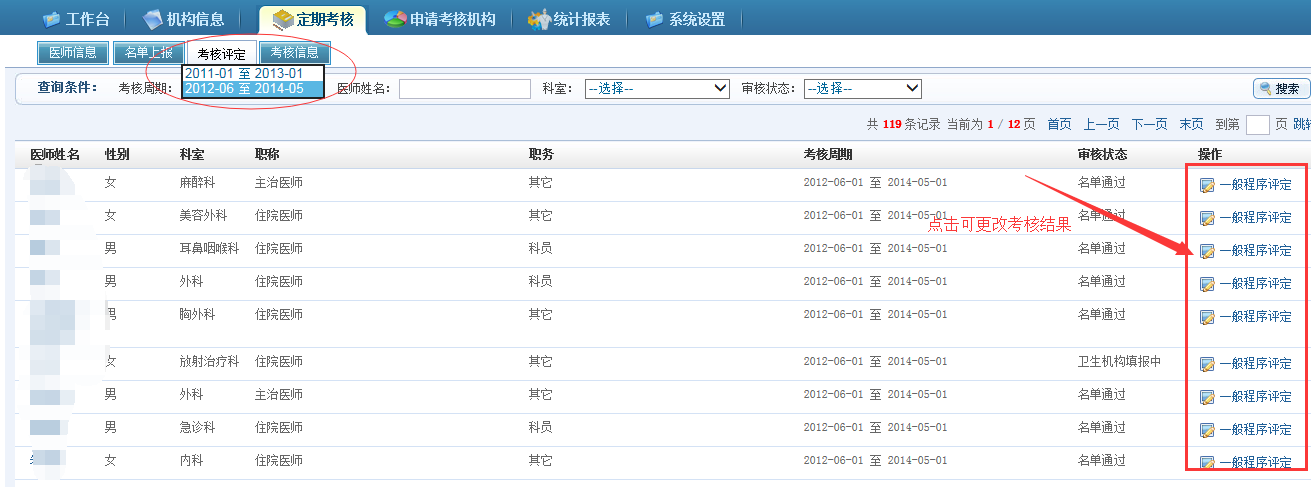 工作台 机构信息 定期考核 申请考核机构 统计报表 系统设置
医师信息 名单上报 考核评定 考核信息
2011-01 至 2013-01
查询条件： 考核周期： 2012-06 至 2014-05 医师姓名： 科室： --选择-- 审核状态： --选择-- 搜索
共 119 条记录 当前为 1 / 12 页 首页 上一页 下一页 末页 到第 页 跳转
医师姓名 性别 科室 职称 职务 考核周期 审核状态 操作
女 麻醉科 主治医师 其它 2012-06-01 至 2014-05-01 名单通过 一般程序评定
女 美容外科 住院医师 其它 2012-06-01 至 2014-05-01 名单通过 一般程序评定
点击可更改考核结果
男 耳鼻咽喉科 住院医师 科员 2012-06-01 至 2014-05-01 名单通过 一般程序评定
男 外科 住院医师 科员 2012-06-01 至 2014-05-01 名单通过 一般程序评定
男 胸外科 住院医师 其它 2012-06-01 至 2014-05-01 名单通过 一般程序评定
女 放射治疗科 住院医师 其它 2012-06-01 至 2014-05-01 卫生机构填报中 一般程序评定
男 外科 主治医师 其它 2012-06-01 至 2014-05-01 名单通过 一般程序评定
男 急诊科 住院医师 科员 2012-06-01 至 2014-05-01 名单通过 一般程序评定
女 内科 住院医师 其它 2012-06-01 至 2014-05-01 名单通过 一般程序评定